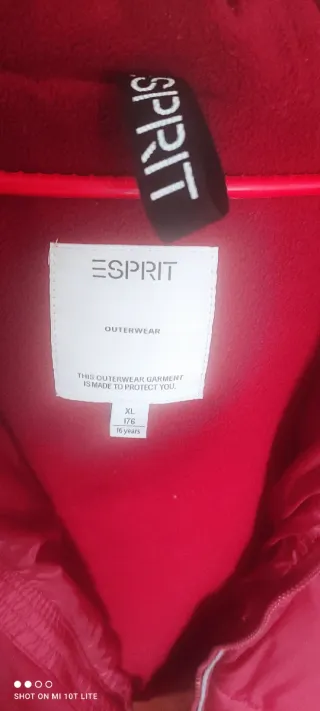 ESPRIT
ESPRIT
OUTERWEAR
THIS OUTERWEAR GARMENT
IS MADE TO PROTECT YOU.
XL
176
16 years
SHOT ON MI 10T LITE